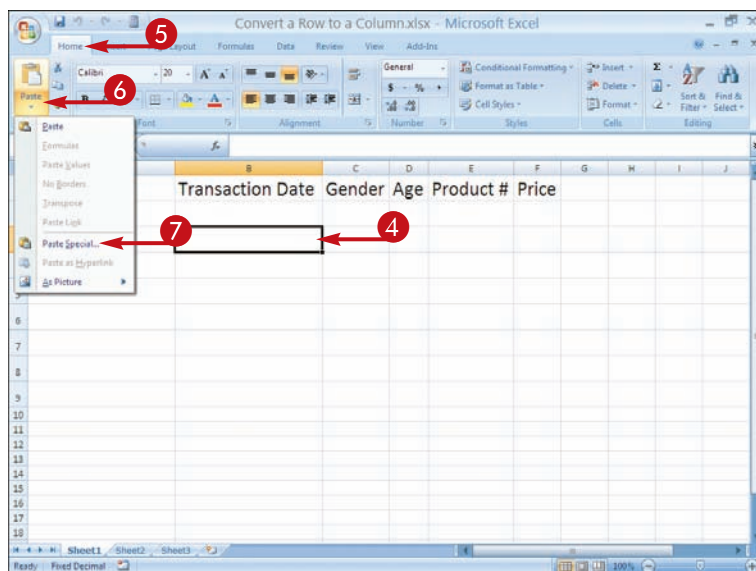 Convert a Row to a Column.xlsx - Microsoft Excel
5
Home Layout Formulas Data Review View Add-Ins
6
Paste
Calibri 20 A A
General
$ - % ,
Conditional Formatting
Format as Table
Cell Styles
Insert
Delete
Format
Σ
Sort & Filter
Find & Select
Font Alignment Number Styles Cells Editing
Paste
Formulas
Paste Values
No Borders
Transpose
Paste Link
7
Paste Special...
Paste as Hyperlink
As Picture
fx
B C D E F G H I J
Transaction Date Gender Age Product # Price
4
5
6
7
8
9
10
11
12
13
14
15
16
17
18
Sheet1 Sheet2 Sheet3
Ready Fixed Decimal 100%